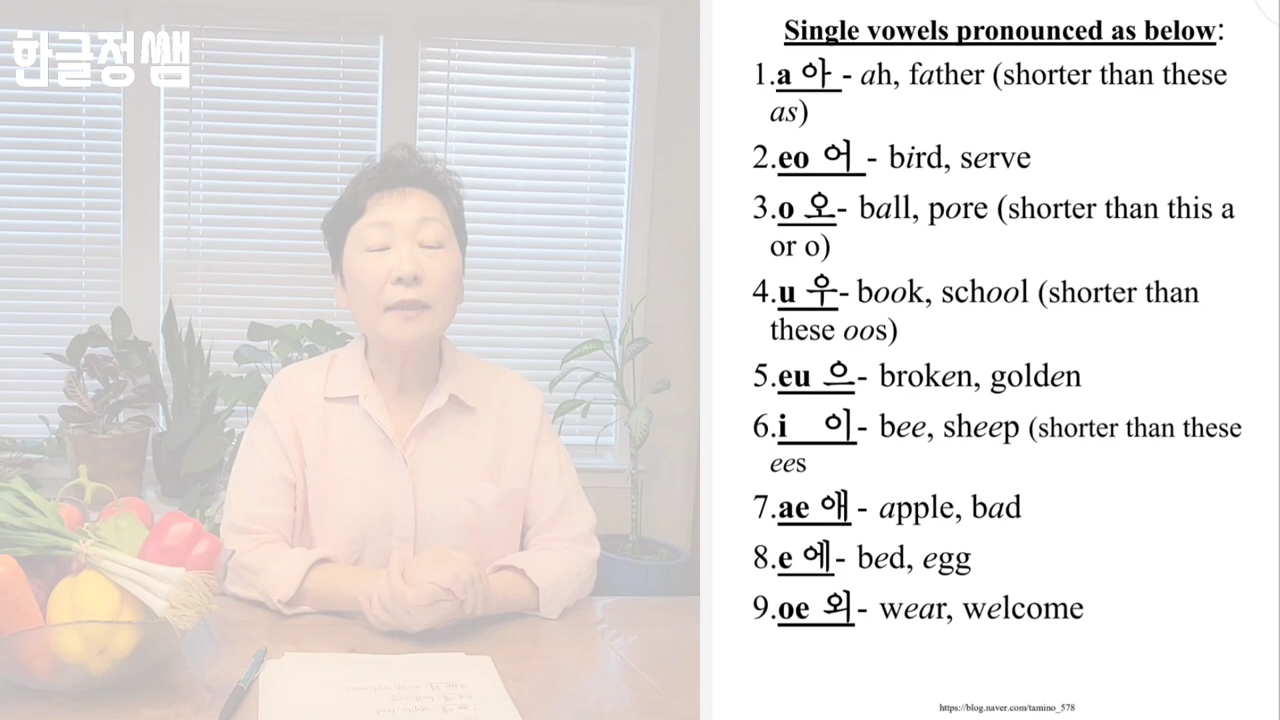 한글정쌤
Single vowels pronounced as below:
1.a 아 - ah, father (shorter than these
as)
2.eo 어 - bird, serve
3.o 오- ball, pore (shorter than this a
or o)
4.u 우- book, school (shorter than
these oos)
5.eu 으- broken, golden
6.i 이- bee, sheep (shorter than these
ees
7.ae 애 - apple, bad
8.e 에- bed, egg
9.oe 외- wear, welcome
https://blog.naver.com/tamino_578